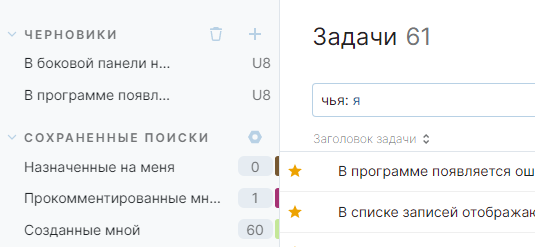 ЧЕРНОВИКИ
В боковой панели н... U8
В программе появл... U8
СОХРАНЕННЫЕ ПОИСКИ
Назначенные на меня 0
Прокомментированные мн... 1
Созданные мной 60
Задачи 61
чья: я
Заголовок задачи
В программе появляется ош
В списке записей отображаю